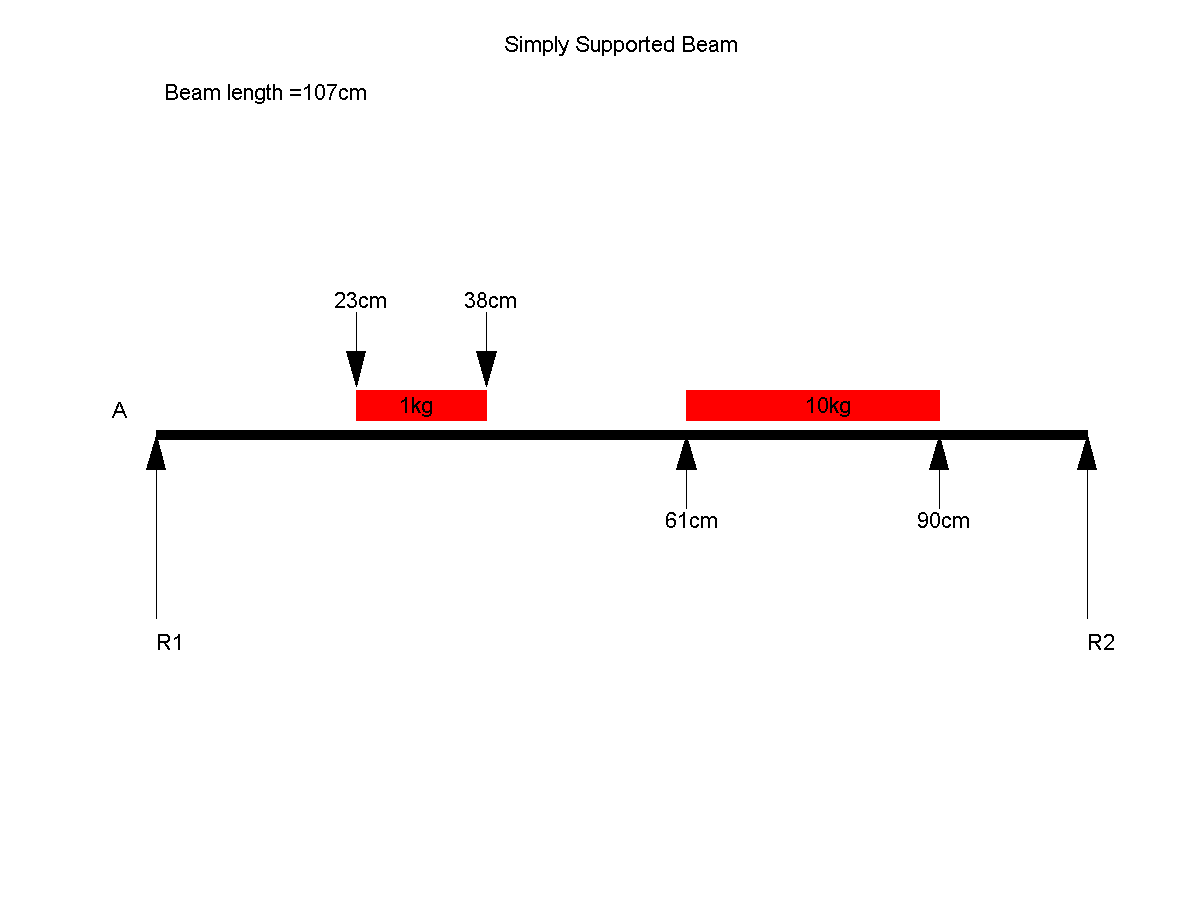 Simply Supported Beam
Beam length =107cm
23cm
38cm
1kg
10kg
A
61cm
90cm
R1
R2